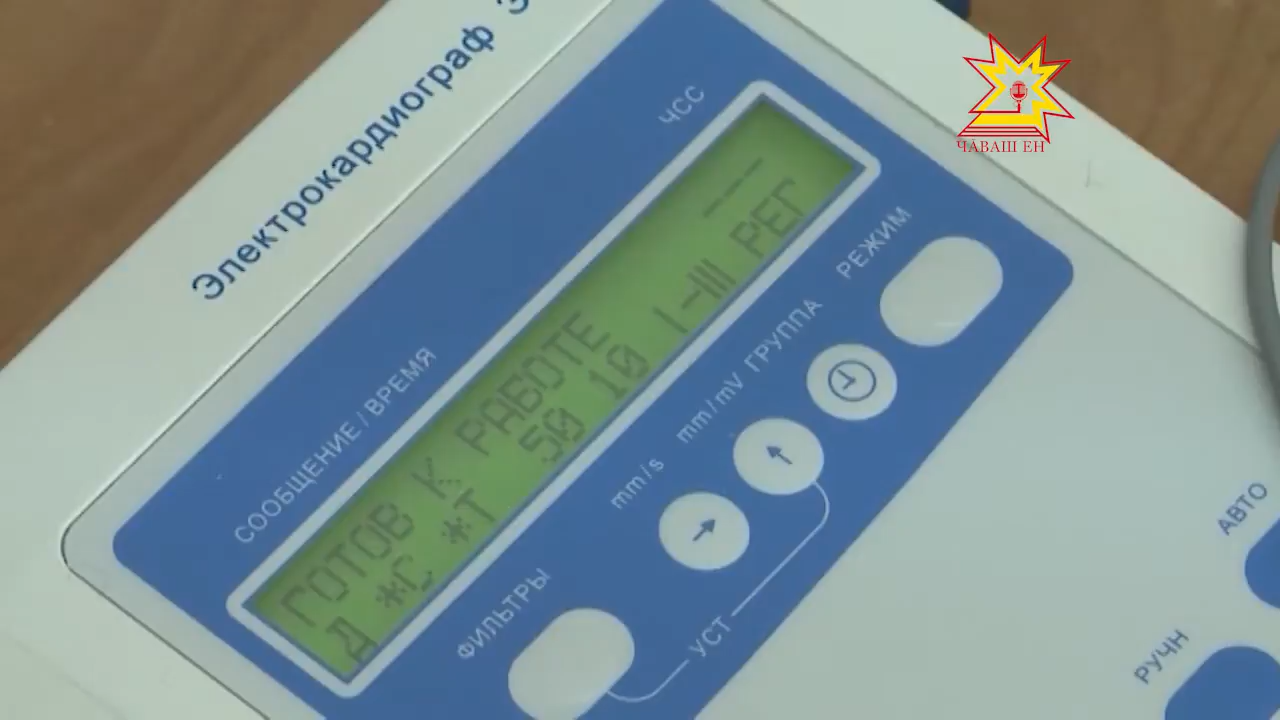 Электрокардиограф Э
ЧӐВАШ ЕН
ЧСС
СООБЩЕНИЕ / ВРЕМЯ
ГОТОВ К РАБОТЕ ---
Д *С *Т 50 10 I-III РЕГ
ФИЛЬТРЫ mm/s mm/mV ГРУППА РЕЖИМ
УСТ
АВТО
РУЧН